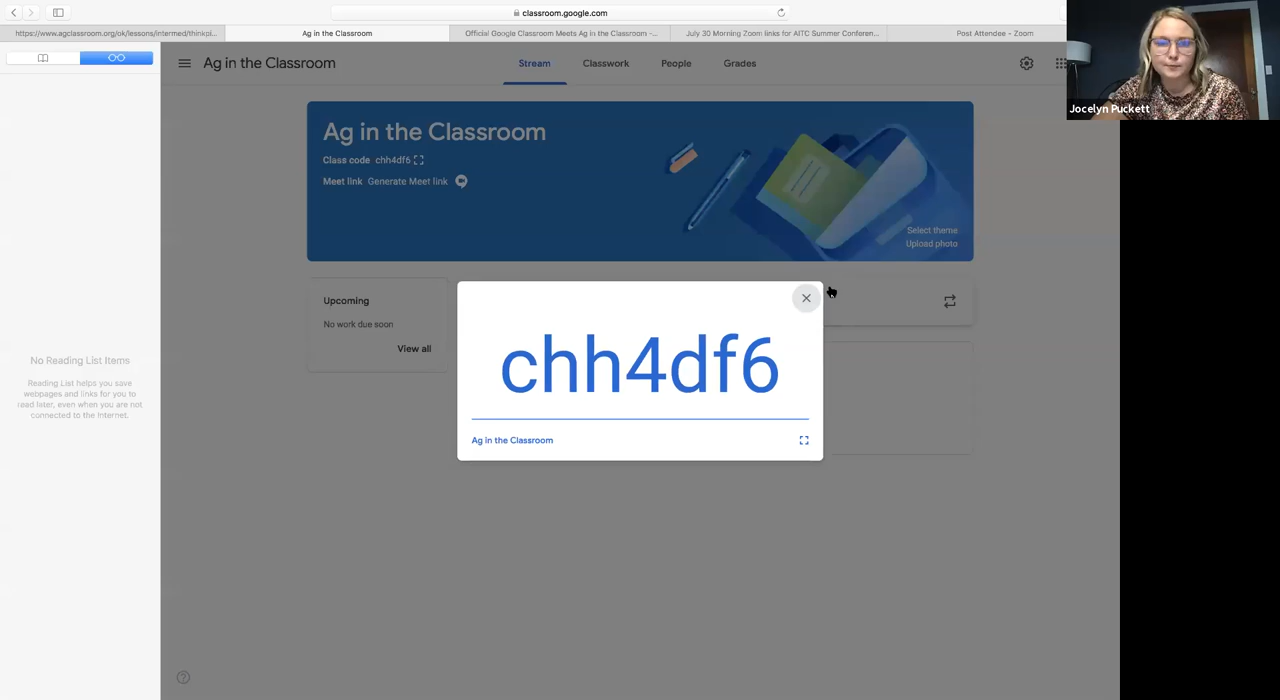 classroom.google.com
https://www.agclassroom.org/ok/lessons/intermed/thinkpl...
Ag in the Classroom
Official Google Classroom Meets Ag in the Classroom -...
July 30 Morning Zoom links for AITC Summer Conferen...
Post Attendee - Zoom
Ag in the Classroom
Stream
Classwork
People
Grades
Jocelyn Puckett
Ag in the Classroom
Class code chh4df6
Meet link Generate Meet link
Select theme
Upload photo
Upcoming
No work due soon
View all
chh4df6
Ag in the Classroom
No Reading List Items
Reading List helps you save
webpages and links for you to
read later, even when you are not
connected to the Internet.